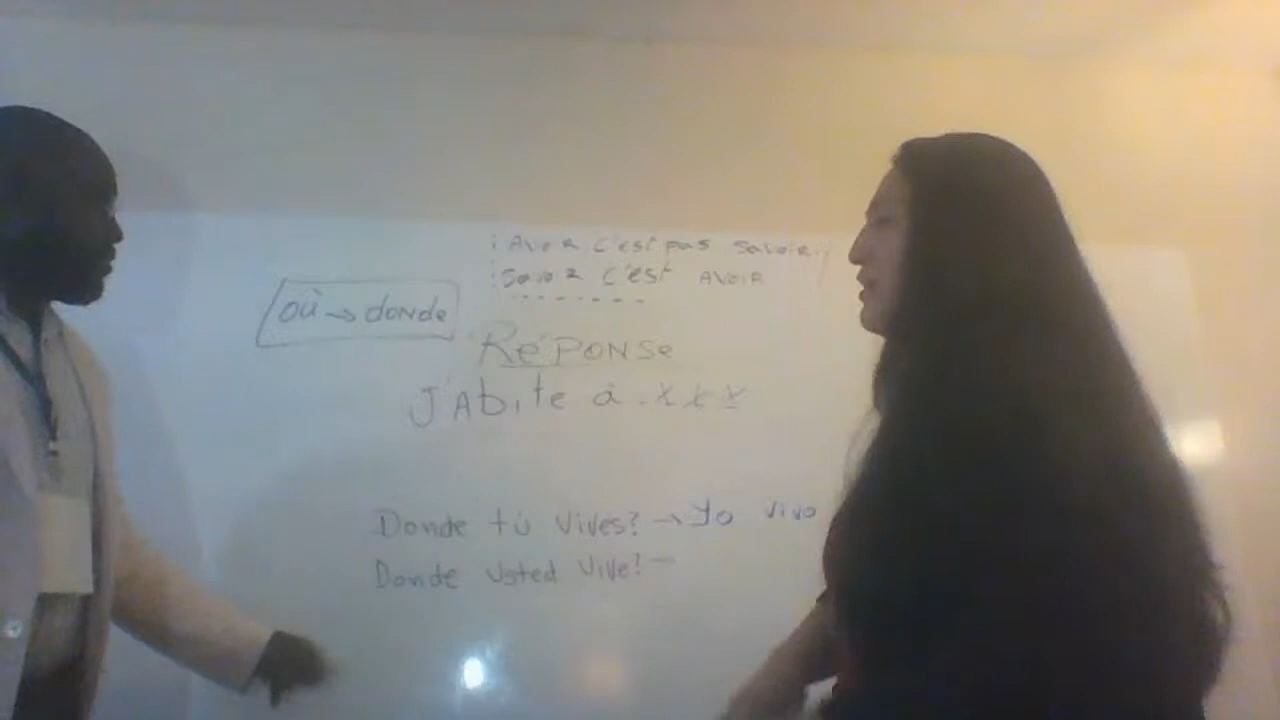 Avoir c'est pas savoir
Savoir c'est AVOIR
Où → donde
RéPONSe
J'Abite à . x x x
Donde tú Vives? → Yo vivo
Donde Usted Vive? —